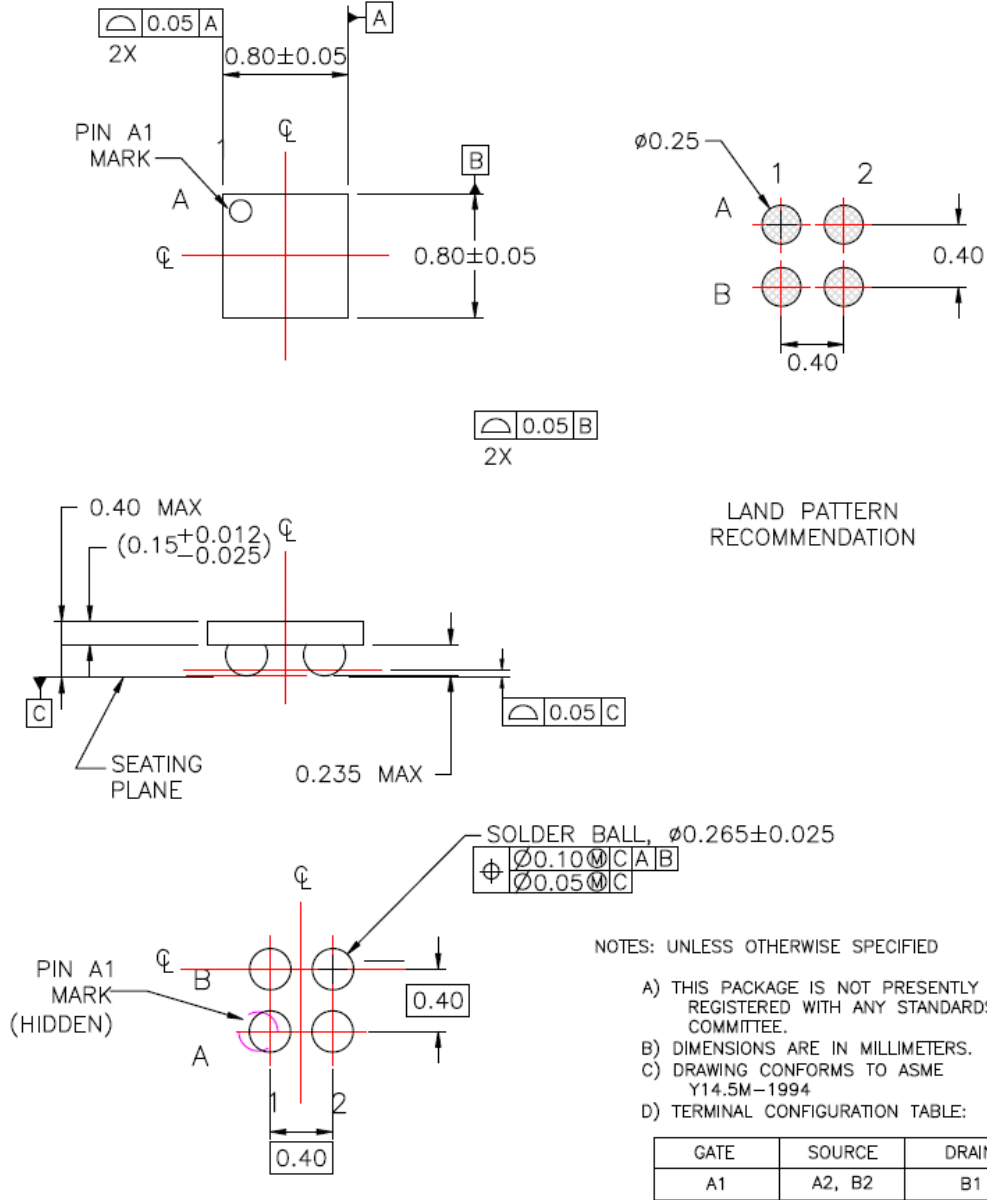 0.05 A
2X
A
0.80±0.05
PIN A1
MARK
1
℄
A
B
℄
0.80±0.05
ø0.25
1 2
A
B
0.40
0.40
0.05 B
2X
0.40 MAX
(0.15 +0.012 −0.025)
℄
LAND PATTERN
RECOMMENDATION
C
0.05 C
SEATING
PLANE
0.235 MAX
SOLDER BALL, ø0.265±0.025
⌖ Ø0.10 Ⓜ C A B
Ø0.05 Ⓜ C
℄
℄
PIN A1
MARK
(HIDDEN)
B
A
0.40
1 2
0.40
NOTES: UNLESS OTHERWISE SPECIFIED
A) THIS PACKAGE IS NOT PRESENTLY
REGISTERED WITH ANY STANDARDS
COMMITTEE.
B) DIMENSIONS ARE IN MILLIMETERS.
C) DRAWING CONFORMS TO ASME
Y14.5M−1994
D) TERMINAL CONFIGURATION TABLE:
GATE SOURCE DRAIN
A1 A2, B2 B1